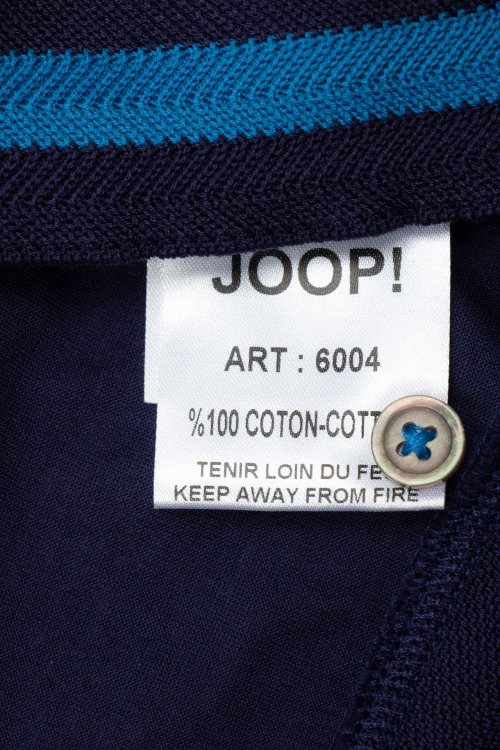 JOOP!
ART : 6004
%100 COTON-COTT
TENIR LOIN DU FE
KEEP AWAY FROM FIRE